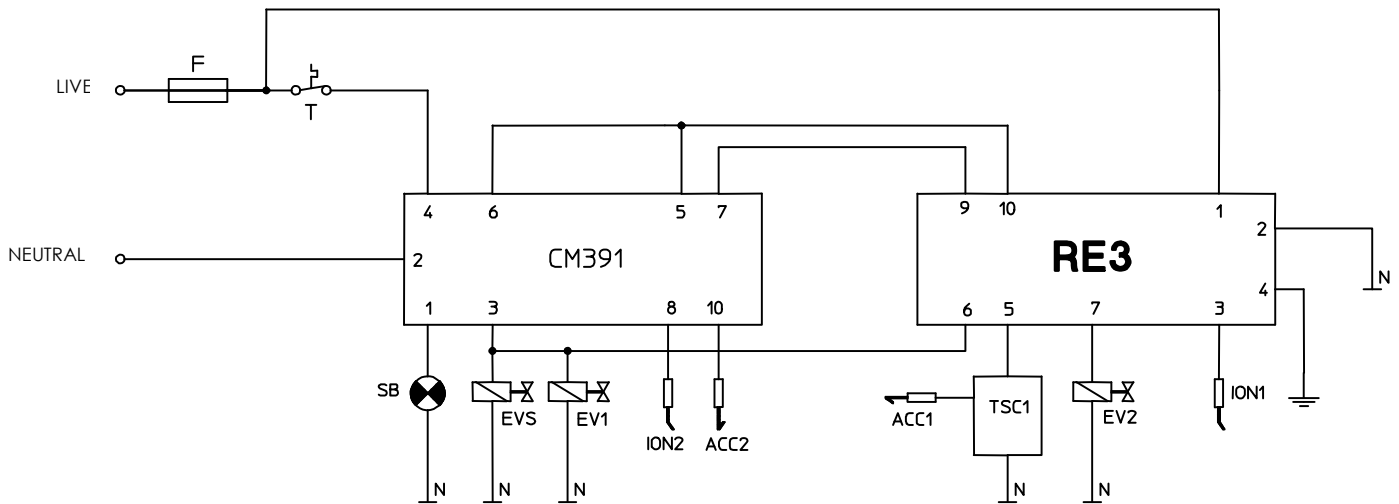 F
LIVE
T
4 6 5 7
9 10 1
2
CM391
RE3
NEUTRAL
2
N
4
1 3 8 10
6 5 7 3
SB
EVS
EV1
ION2
ACC2
ACC1
TSC1
EV2
ION1
N N N N N